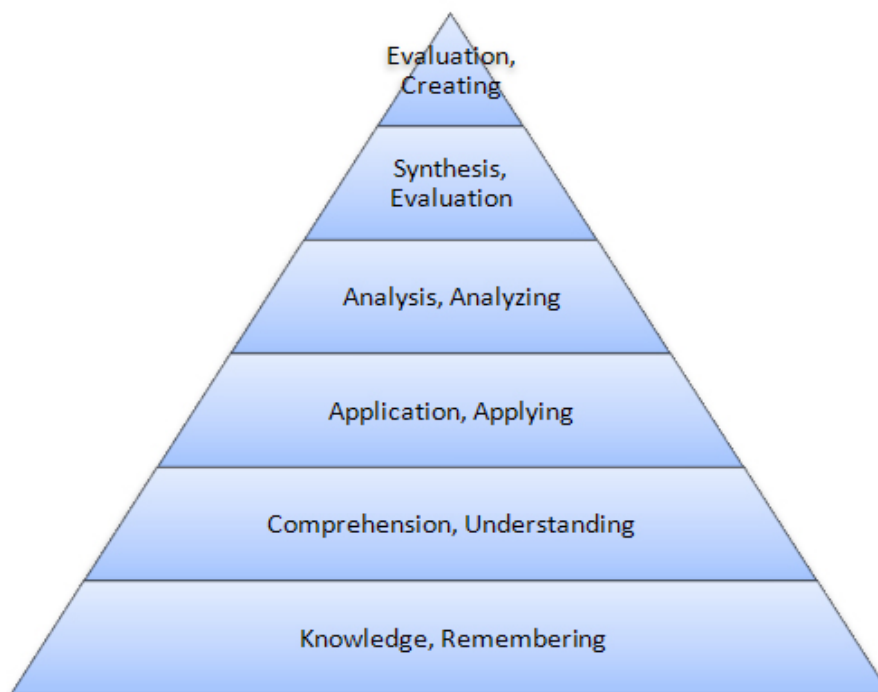 Evaluation,
Creating
Synthesis,
Evaluation
Analysis, Analyzing
Application, Applying
Comprehension, Understanding
Knowledge, Remembering